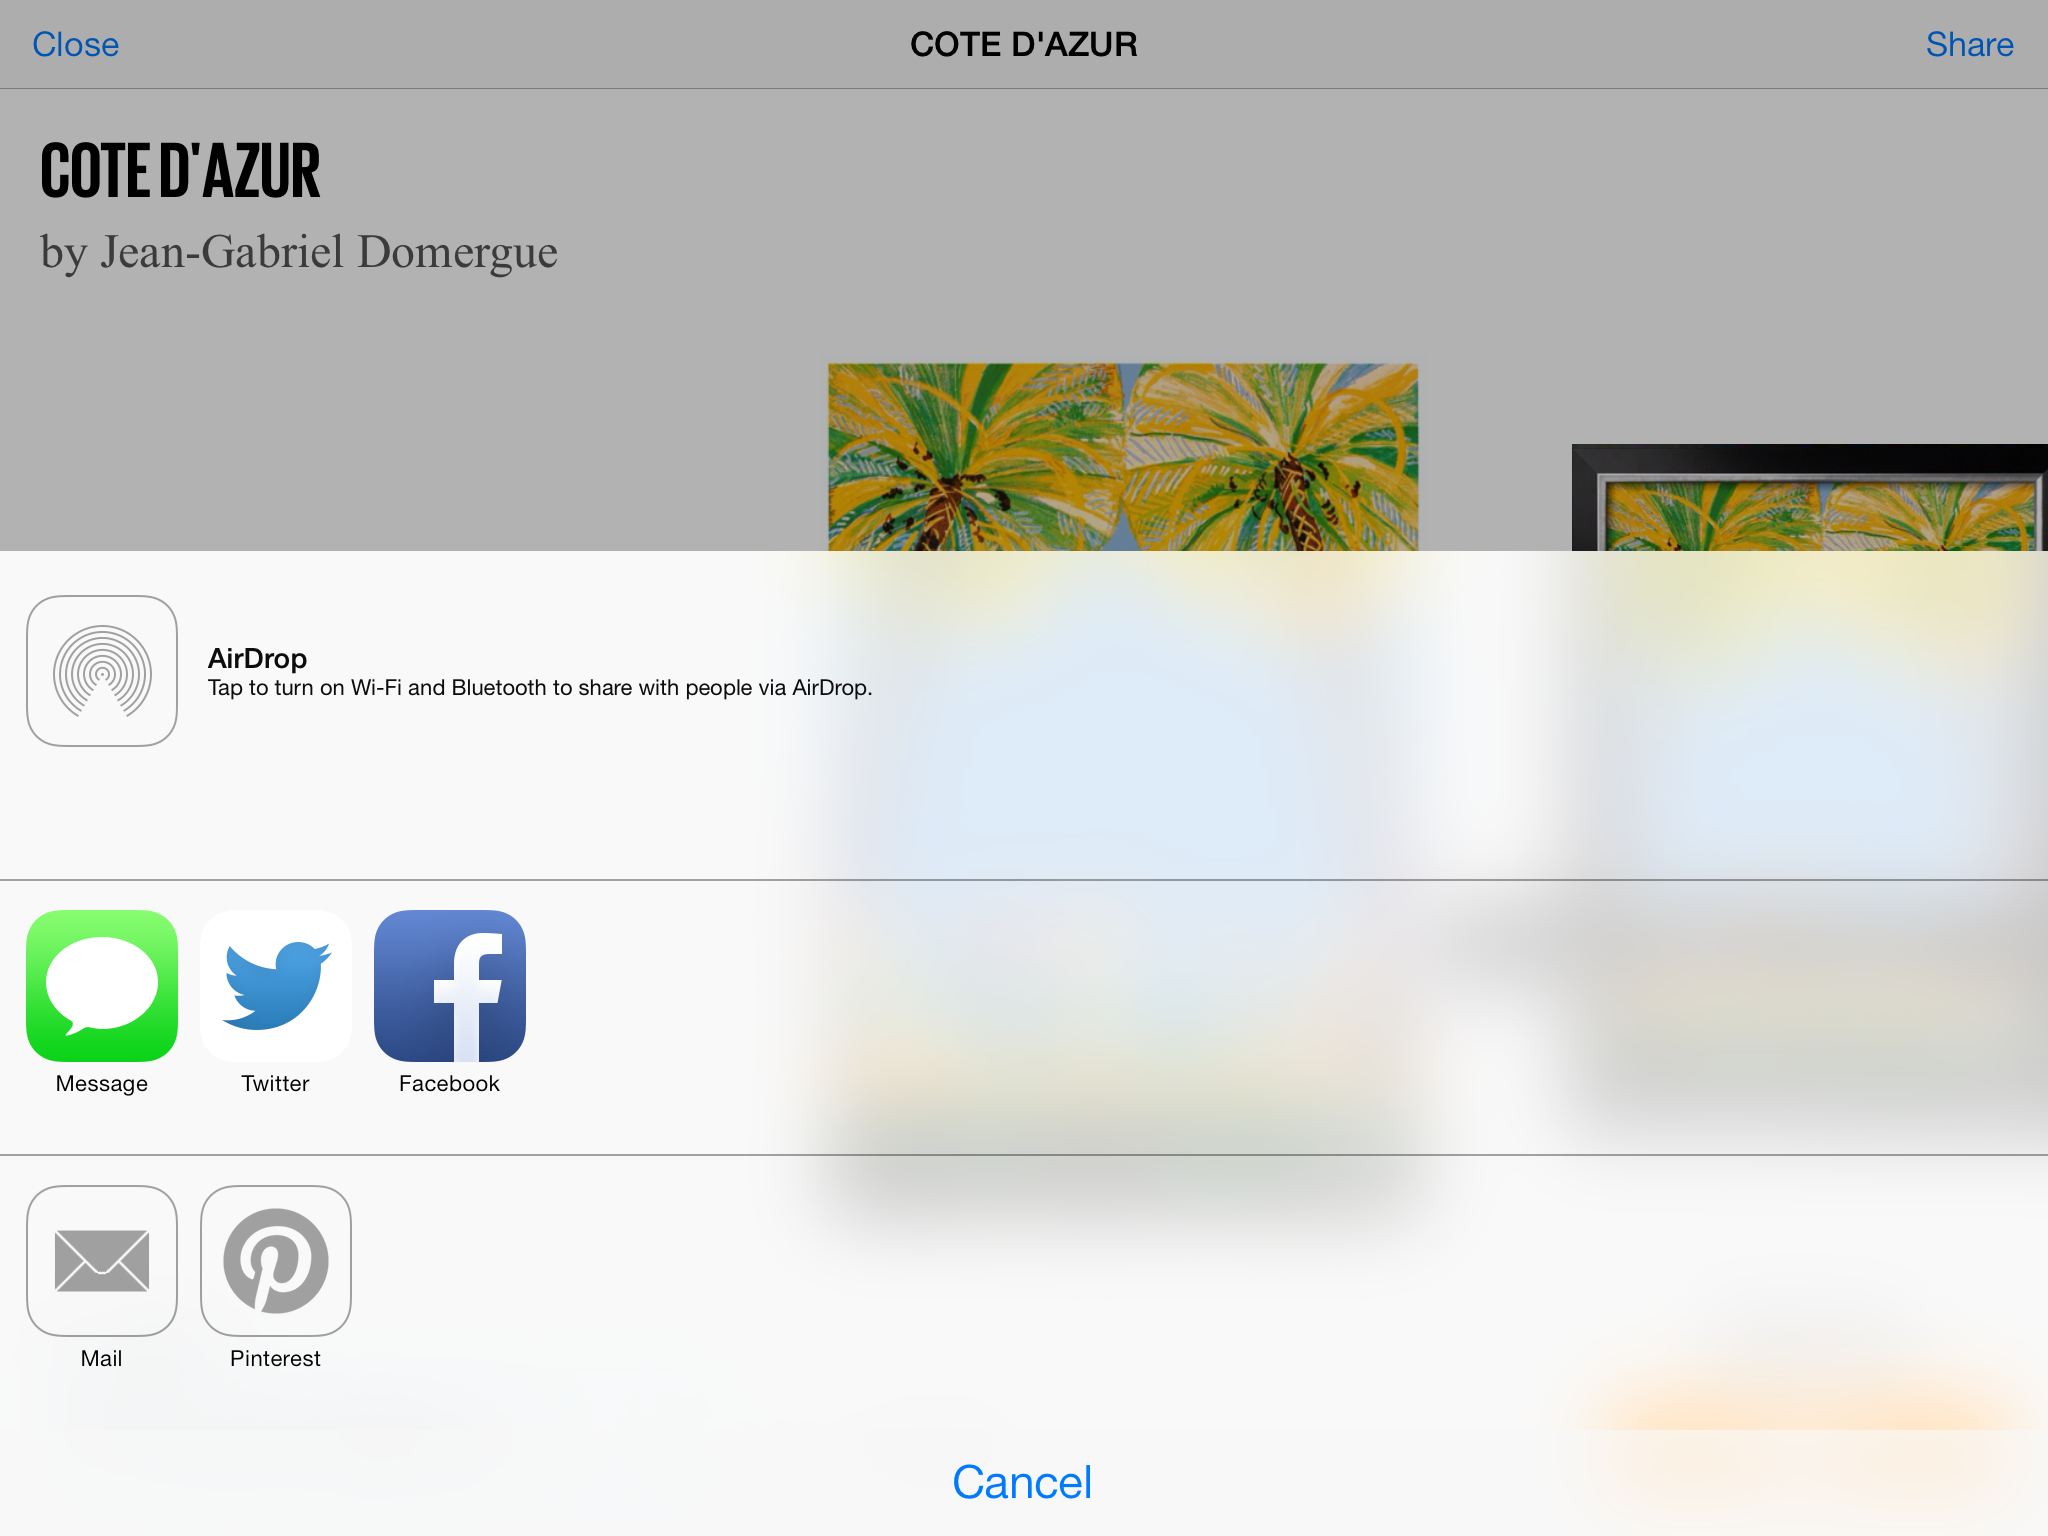 Close
COTE D'AZUR
Share
COTE D'AZUR
by Jean-Gabriel Domergue
AirDrop
Tap to turn on Wi-Fi and Bluetooth to share with people via AirDrop.
Message
Twitter
Facebook
Mail
Pinterest
Cancel